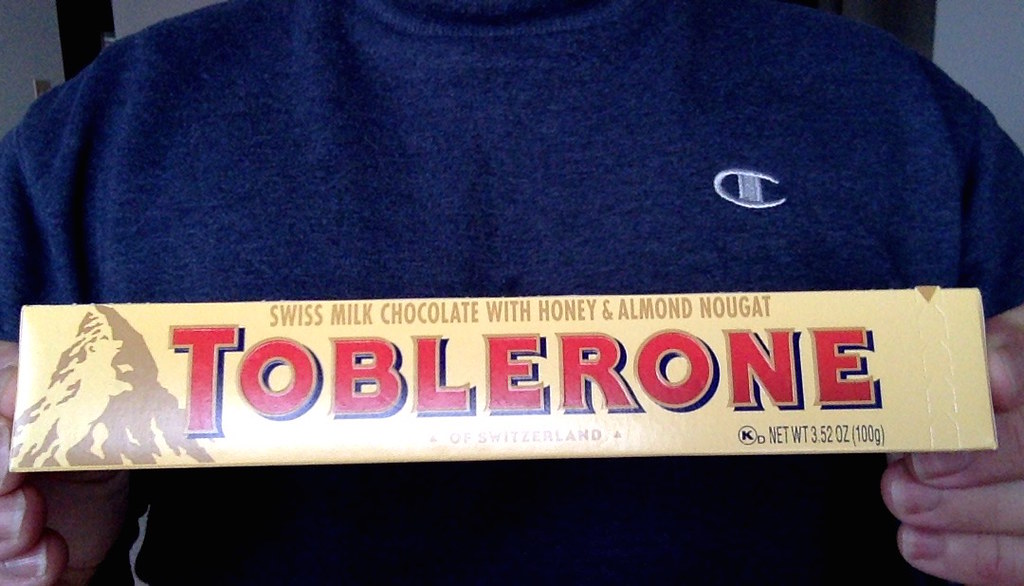 SWISS MILK CHOCOLATE WITH HONEY & ALMOND NOUGAT
TOBLERONE
OF SWITZERLAND
K D NET WT 3.52 OZ (100g)